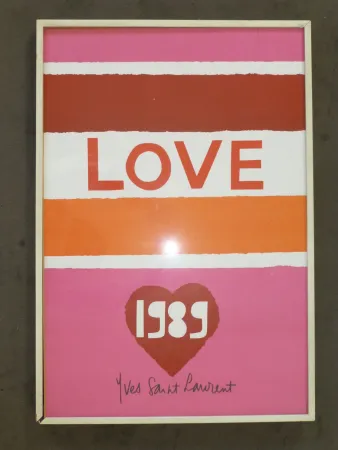 LOVE
1989
Yves Saint Laurent